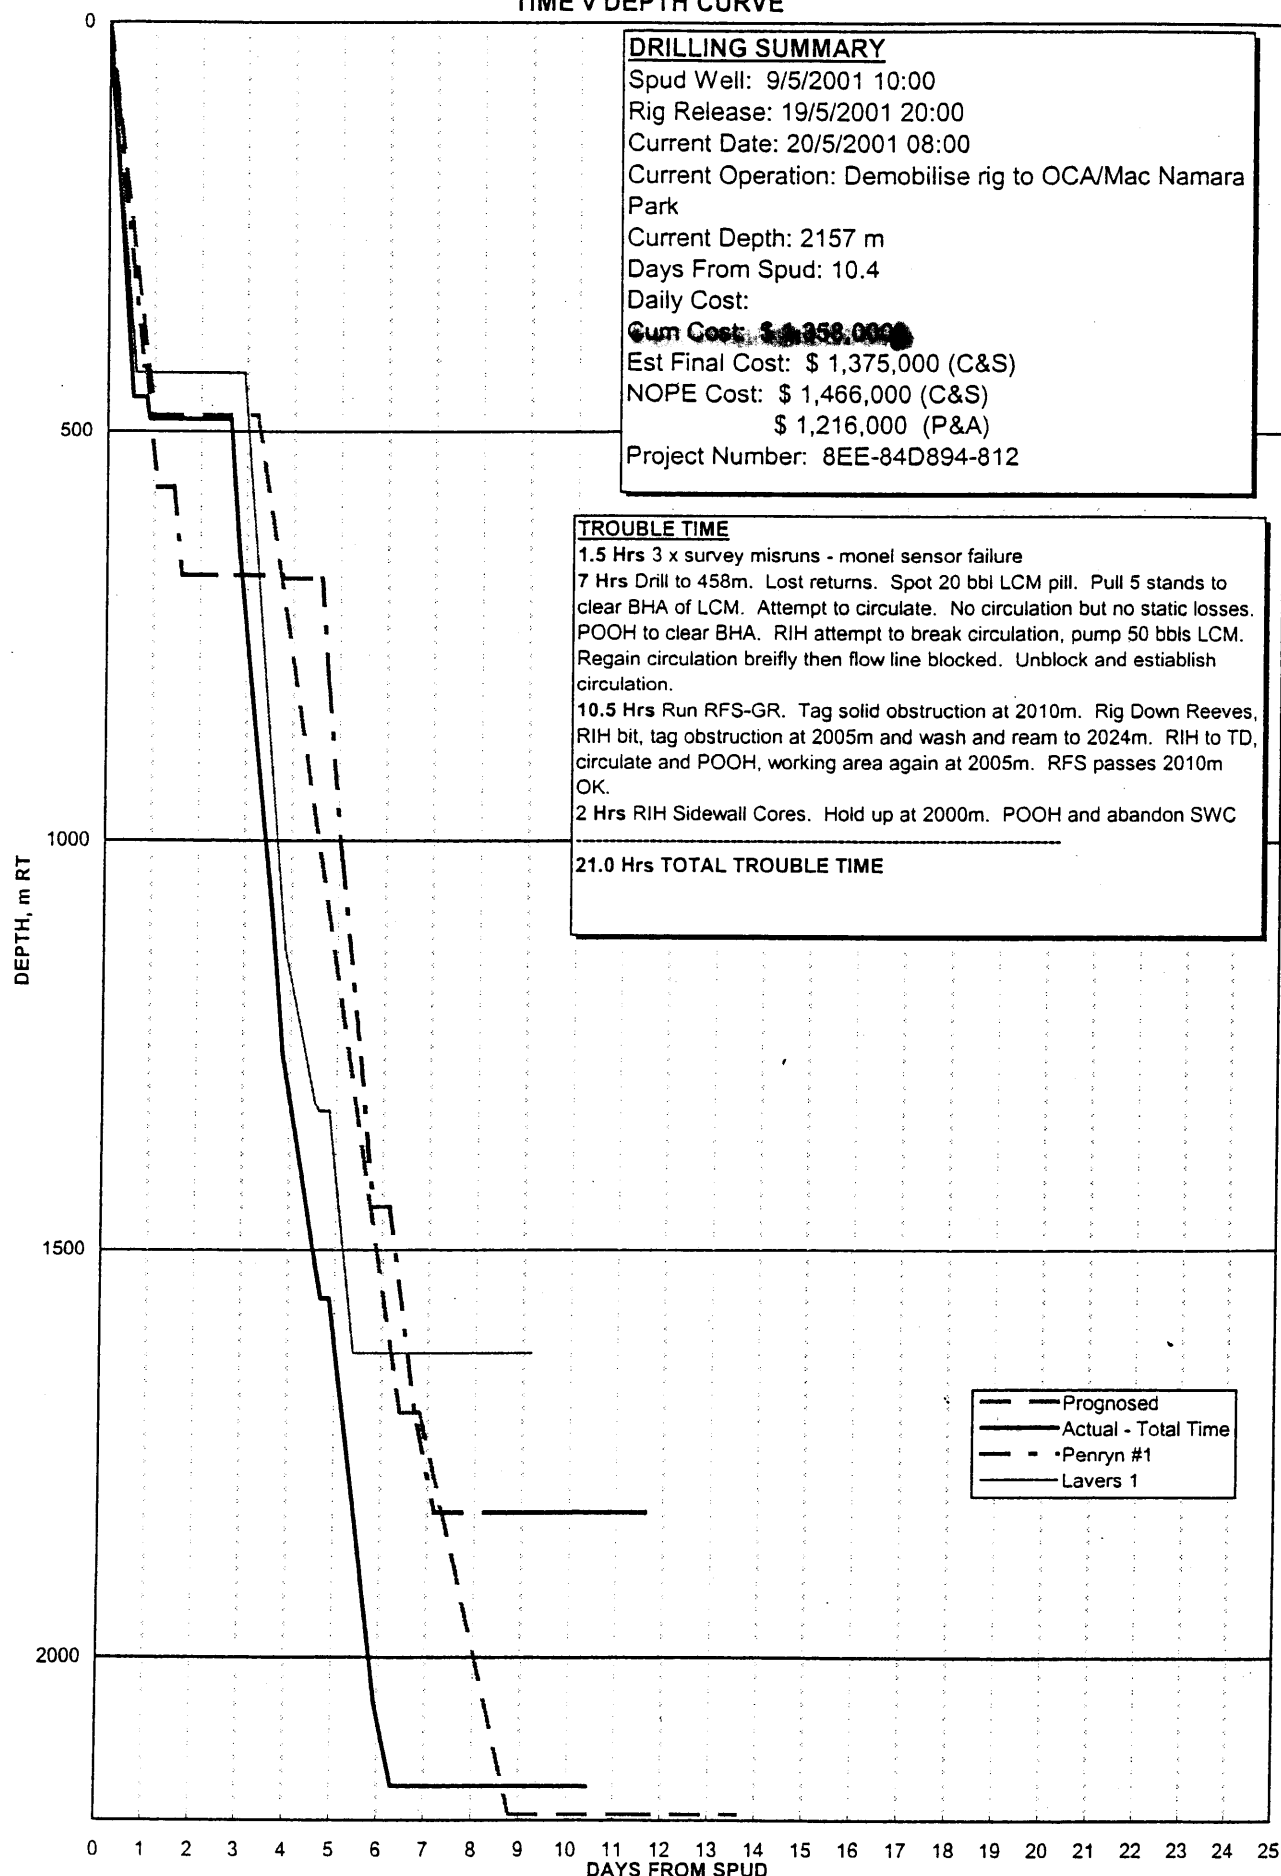 TIME V DEPTH CURVE
0
500
1000
1500
2000
DEPTH, m RT
DRILLING SUMMARY
Spud Well: 9/5/2001 10:00
Rig Release: 19/5/2001 20:00
Current Date: 20/5/2001 08:00
Current Operation: Demobilise rig to OCA/Mac Namara
Park
Current Depth: 2157 m
Days From Spud: 10.4
Daily Cost:
Cum Cost: $
Est Final Cost: $ 1,375,000 (C&S)
NOPE Cost: $ 1,466,000 (C&S)
$ 1,216,000 (P&A)
Project Number: 8EE-84D894-812
TROUBLE TIME
1.5 Hrs 3 x survey misruns - monel sensor failure
7 Hrs Drill to 458m. Lost returns. Spot 20 bbl LCM pill. Pull 5 stands to
clear BHA of LCM. Attempt to circulate. No circulation but no static losses.
POOH to clear BHA. RIH attempt to break circulation, pump 50 bbls LCM.
Regain circulation breifly then flow line blocked. Unblock and estiablish
circulation.
10.5 Hrs Run RFS-GR. Tag solid obstruction at 2010m. Rig Down Reeves,
RIH bit, tag obstruction at 2005m and wash and ream to 2024m. RIH to TD,
circulate and POOH, working area again at 2005m. RFS passes 2010m
OK.
2 Hrs RIH Sidewall Cores. Hold up at 2000m. POOH and abandon SWC
--------------------------------------------------------------------------------
21.0 Hrs TOTAL TROUBLE TIME
Prognosed
Actual - Total Time
Penryn #1
Lavers 1
0 1 2 3 4 5 6 7 8 9 10 11 12 13 14 15 16 17 18 19 20 21 22 23 24 25
DAYS FROM SPUD